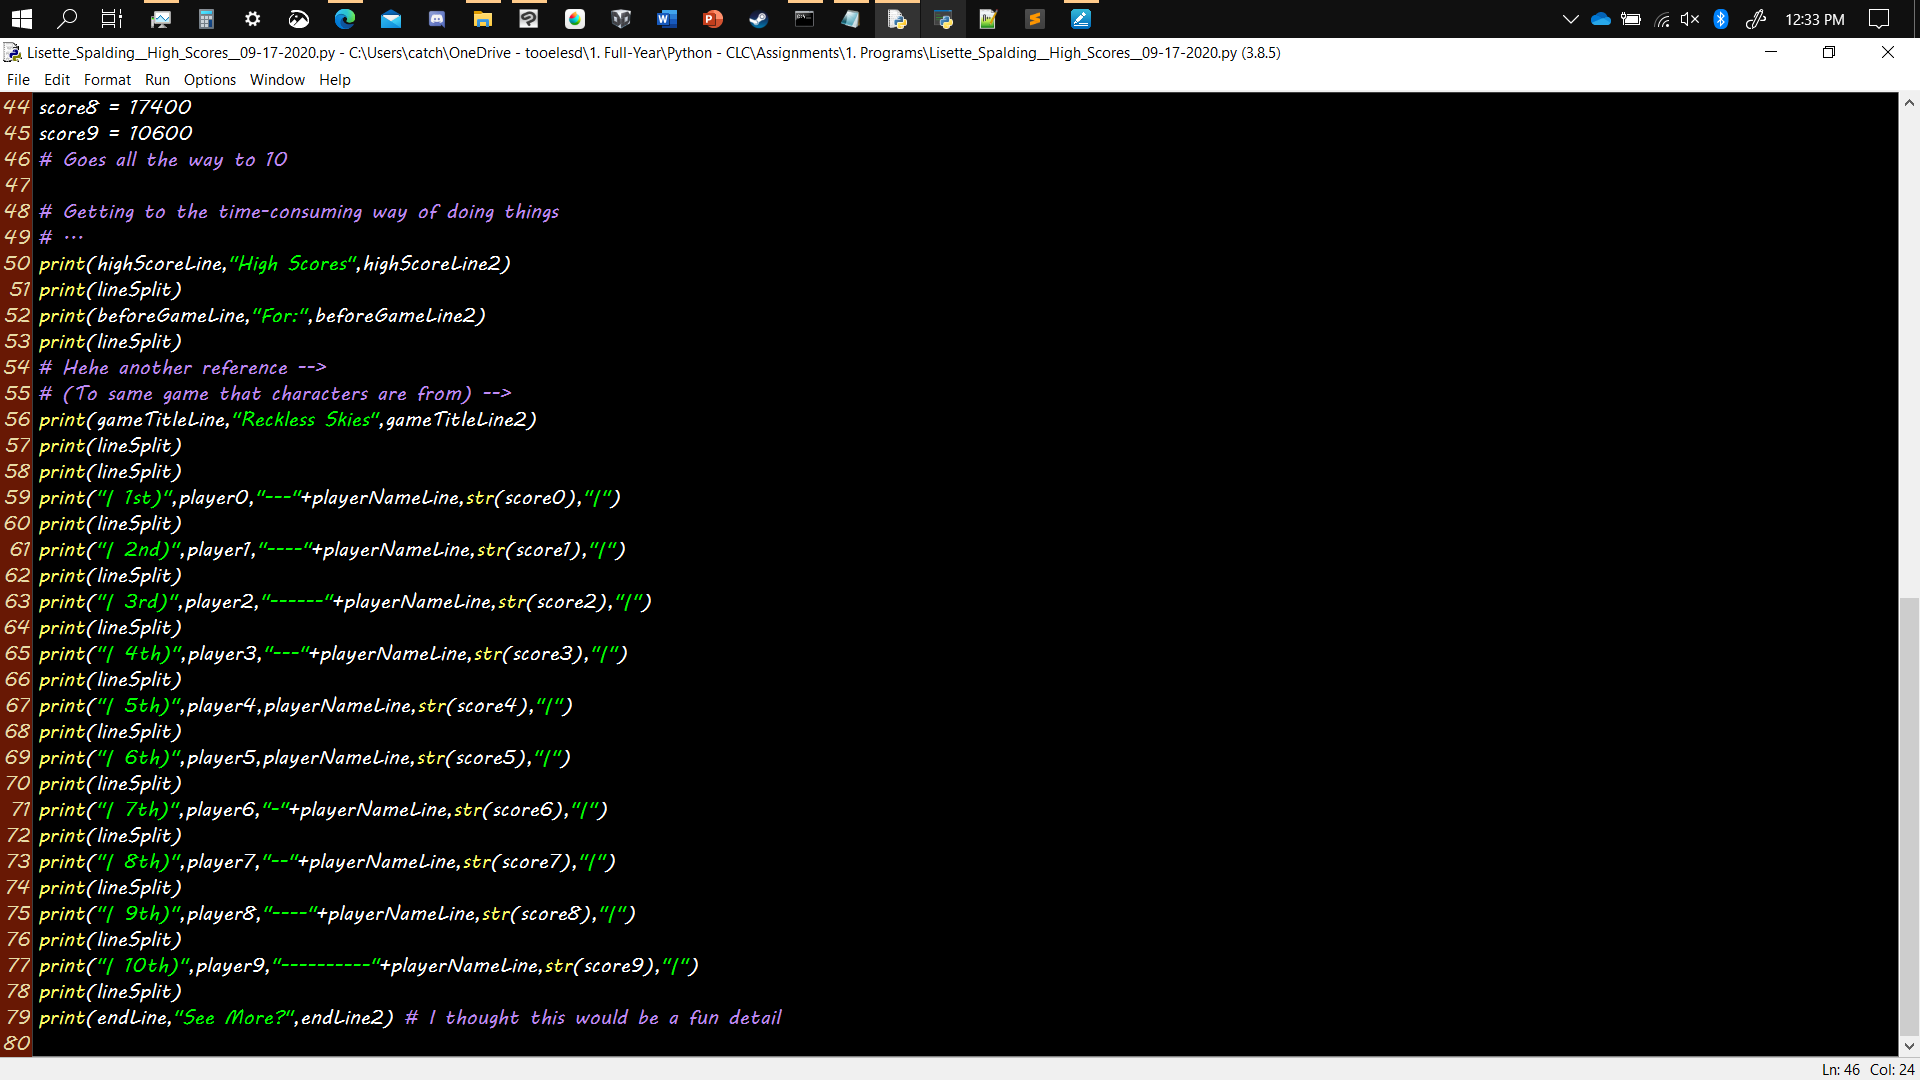 12:33 PM
Lisette_Spalding__High_Scores__09-17-2020.py - C:\Users\catch\OneDrive - tooelesd\1. Full-Year\Python - CLC\Assignments\1. Programs\Lisette_Spalding__High_Scores__09-17-2020.py (3.8.5)
File Edit Format Run Options Window Help
44 score8 = 17400
45 score9 = 10600
46 # Goes all the way to 10
47
48 # Getting to the time-consuming way of doing things
49 # ...
50 print(highScoreLine,"High Scores",highScoreLine2)
51 print(lineSplit)
52 print(beforeGameLine,"For:",beforeGameLine2)
53 print(lineSplit)
54 # Hehe another reference -->
55 # (To same game that characters are from) -->
56 print(gameTitleLine,"Reckless Skies",gameTitleLine2)
57 print(lineSplit)
58 print(lineSplit)
59 print("| 1st)",player0,"---"+playerNameLine,str(score0),"|")
60 print(lineSplit)
61 print("| 2nd)",player1,"----"+playerNameLine,str(score1),"|")
62 print(lineSplit)
63 print("| 3rd)",player2,"------"+playerNameLine,str(score2),"|")
64 print(lineSplit)
65 print("| 4th)",player3,"---"+playerNameLine,str(score3),"|")
66 print(lineSplit)
67 print("| 5th)",player4,playerNameLine,str(score4),"|")
68 print(lineSplit)
69 print("| 6th)",player5,playerNameLine,str(score5),"|")
70 print(lineSplit)
71 print("| 7th)",player6,"-"+playerNameLine,str(score6),"|")
72 print(lineSplit)
73 print("| 8th)",player7,"--"+playerNameLine,str(score7),"|")
74 print(lineSplit)
75 print("| 9th)",player8,"----"+playerNameLine,str(score8),"|")
76 print(lineSplit)
77 print("| 10th)",player9,"----------"+playerNameLine,str(score9),"|")
78 print(lineSplit)
79 print(endLine,"See More?",endLine2) # I thought this would be a fun detail
80
Ln: 46 Col: 24